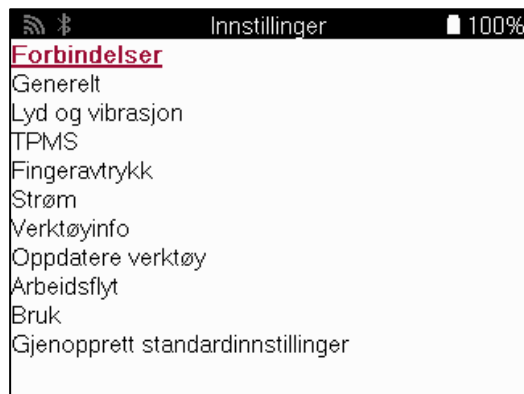 Innstillinger 100%
Forbindelser
Generelt
Lyd og vibrasjon
TPMS
Fingeravtrykk
Strøm
Verktøyinfo
Oppdatere verktøy
Arbeidsflyt
Bruk
Gjenopprett standardinnstillinger